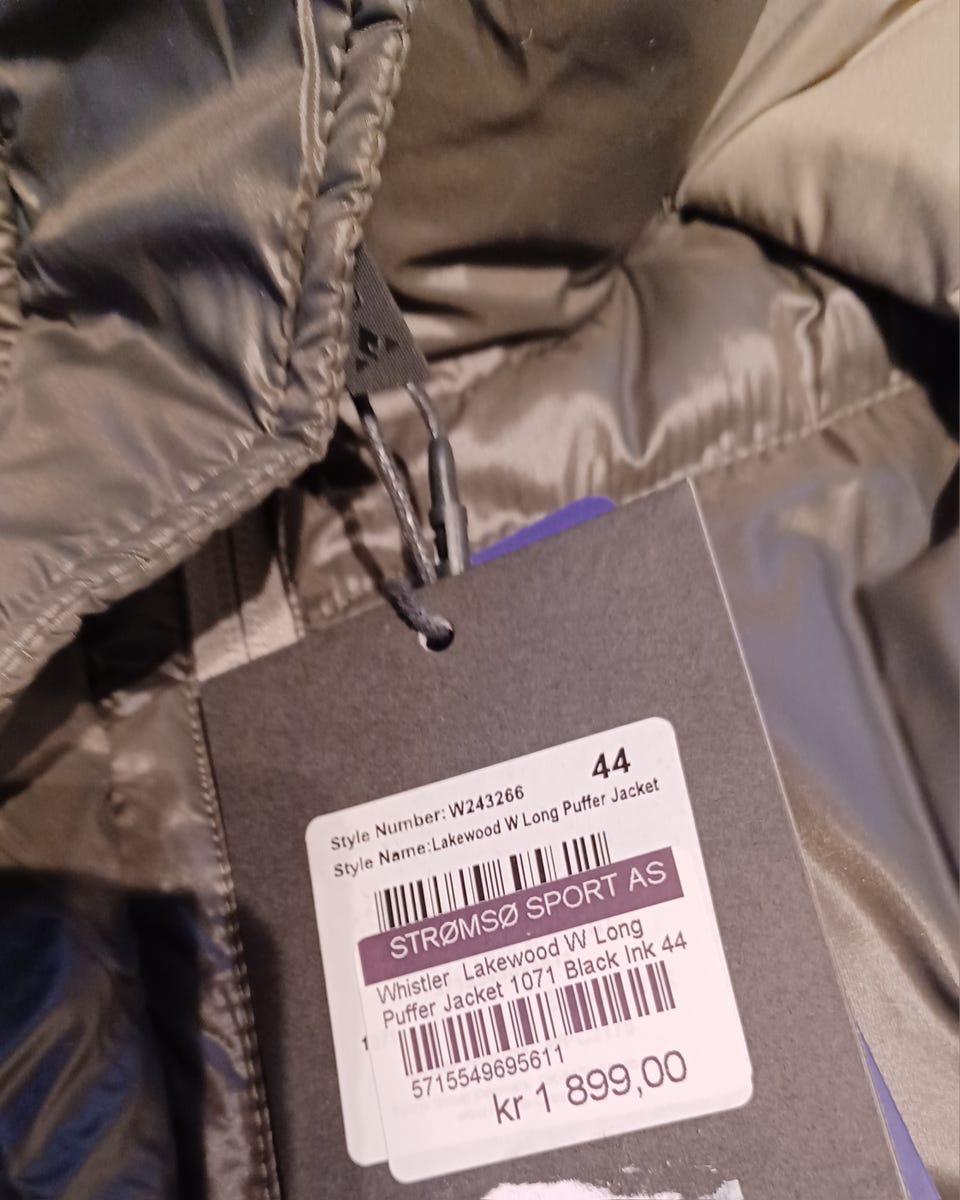 44
Style Number: W243266
Style Name: Lakewood W Long Puffer Jacket
STRØMSØ SPORT AS
Whistler Lakewood W Long
Puffer Jacket 1071 Black Ink 44
5715549695611
kr 1 899,00